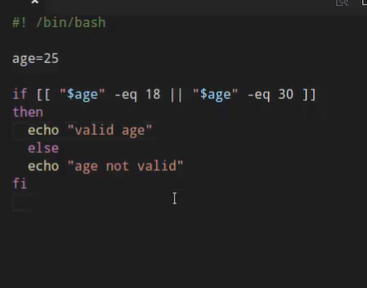 #! /bin/bash
age=25
if [[ "$age" -eq 18 || "$age" -eq 30 ]]
then
  echo "valid age"
  else
  echo "age not valid"
fi